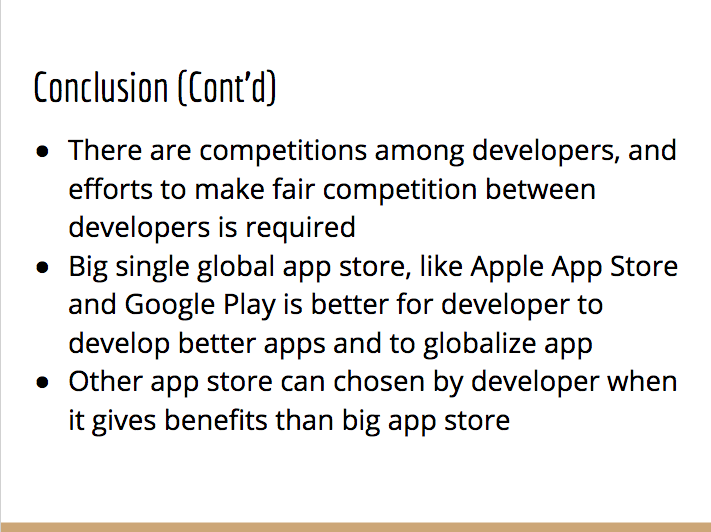 Conclusion (Cont'd)
● There are competitions among developers, and
efforts to make fair competition between
developers is required
● Big single global app store, like Apple App Store
and Google Play is better for developer to
develop better apps and to globalize app
● Other app store can chosen by developer when
it gives benefits than big app store